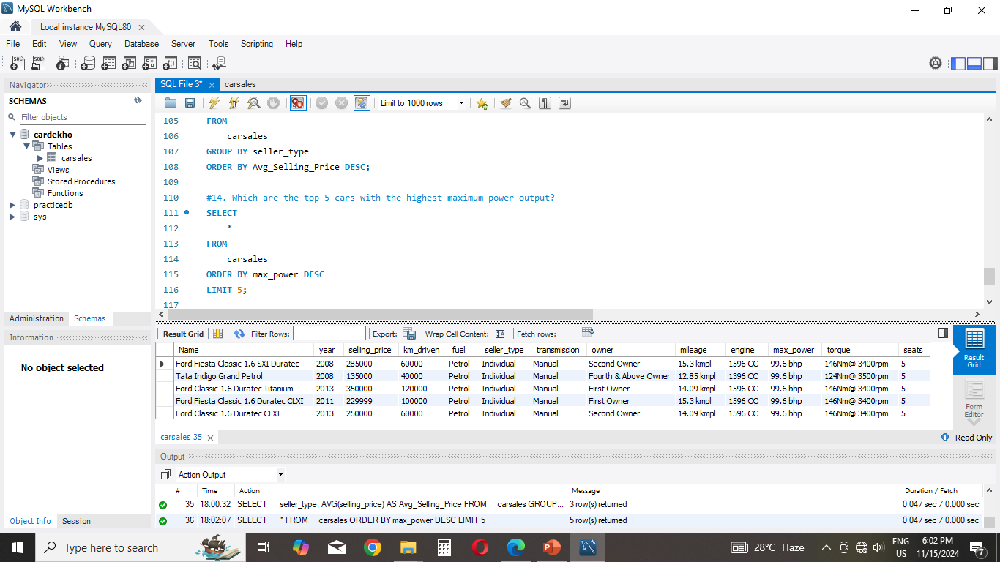 MySQL Workbench
Local instance MySQL80
File Edit View Query Database Server Tools Scripting Help
Navigator
SCHEMAS
Filter objects
cardekho
Tables
carsales
Views
Stored Procedures
Functions
practicedb
sys
Administration Schemas
Information
No object selected
Object Info Session
SQL File 3* carsales
Limit to 1000 rows
105 FROM
106 carsales
107 GROUP BY seller_type
108 ORDER BY Avg_Selling_Price DESC;
109
110 #14. Which are the top 5 cars with the highest maximum power output?
111 SELECT
112 *
113 FROM
114 carsales
115 ORDER BY max_power DESC
116 LIMIT 5;
117
Result Grid Filter Rows: Export: Wrap Cell Content: Fetch rows:
Name year selling_price km_driven fuel seller_type transmission owner mileage engine max_power torque seats
Ford Fiesta Classic 1.6 SXI Duratec 2008 285000 60000 Petrol Individual Manual Second Owner 15.3 kmpl 1596 CC 99.6 bhp 146Nm@ 3400rpm 5
Tata Indigo Grand Petrol 2008 135000 40000 Petrol Individual Manual Fourth & Above Owner 12.85 kmpl 1396 CC 99.6 bhp 124Nm@ 3500rpm 5
Ford Classic 1.6 Duratec Titanium 2013 350000 120000 Petrol Individual Manual First Owner 14.09 kmpl 1596 CC 99.6 bhp 146Nm@ 3400rpm 5
Ford Fiesta Classic 1.6 Duratec CLXI 2011 229999 100000 Petrol Individual Manual First Owner 15.3 kmpl 1596 CC 99.6 bhp 146Nm@ 3400rpm 5
Ford Classic 1.6 Duratec CLXI 2013 250000 60000 Petrol Individual Manual Second Owner 14.09 kmpl 1596 CC 99.6 bhp 146Nm@ 3400rpm 5
Result
Grid
Form
Editor
carsales 35
Read Only
Output
Action Output
# Time Action Message Duration / Fetch
35 18:00:32 SELECT seller_type, AVG(selling_price) AS Avg_Selling_Price FROM carsales GROUP... 3 row(s) returned 0.047 sec / 0.000 sec
36 18:02:07 SELECT * FROM carsales ORDER BY max_power DESC LIMIT 5 5 row(s) returned 0.047 sec / 0.000 sec
Type here to search
28°C Haze
ENG
US
6:02 PM
11/15/2024
7